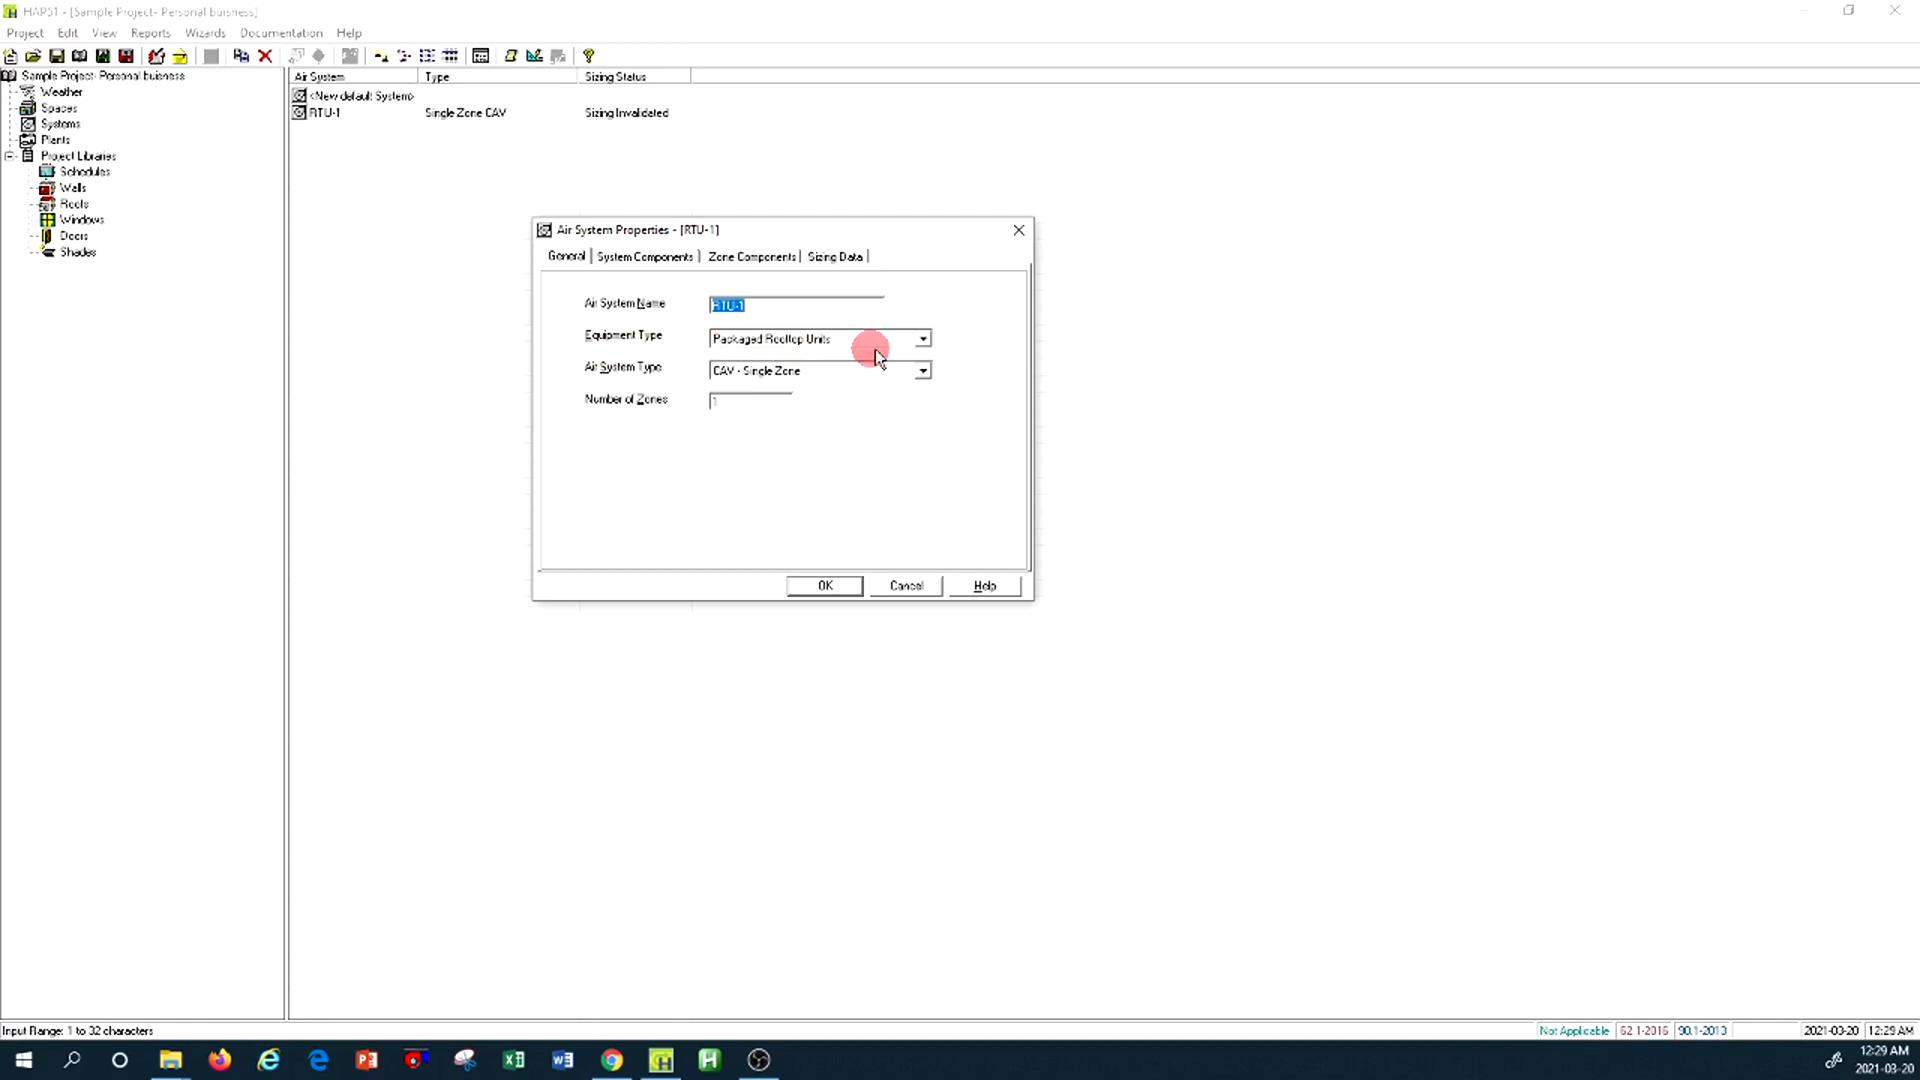 HAP51 - [Sample Project- Personal buisness]
Project Edit View Reports Wizards Documentation Help
Sample Project- Personal buisness
Weather
Spaces
Systems
Plants
Project Libraries
Schedules
Walls
Roofs
Windows
Doors
Shades
Air System Type Sizing Status
<New default System>
RTU-1 Single Zone CAV Sizing Invalidated
Air System Properties - [RTU-1]
General System Components Zone Components Sizing Data
Air System Name RTU-1
Equipment Type Packaged Rooftop Units
Air System Type CAV - Single Zone
Number of Zones 1
OK Cancel Help
Input Range: 1 to 32 characters
Not Applicable 62.1-2016 90.1-2013 2021-03-20 12:29 AM
12:29 AM
2021-03-20